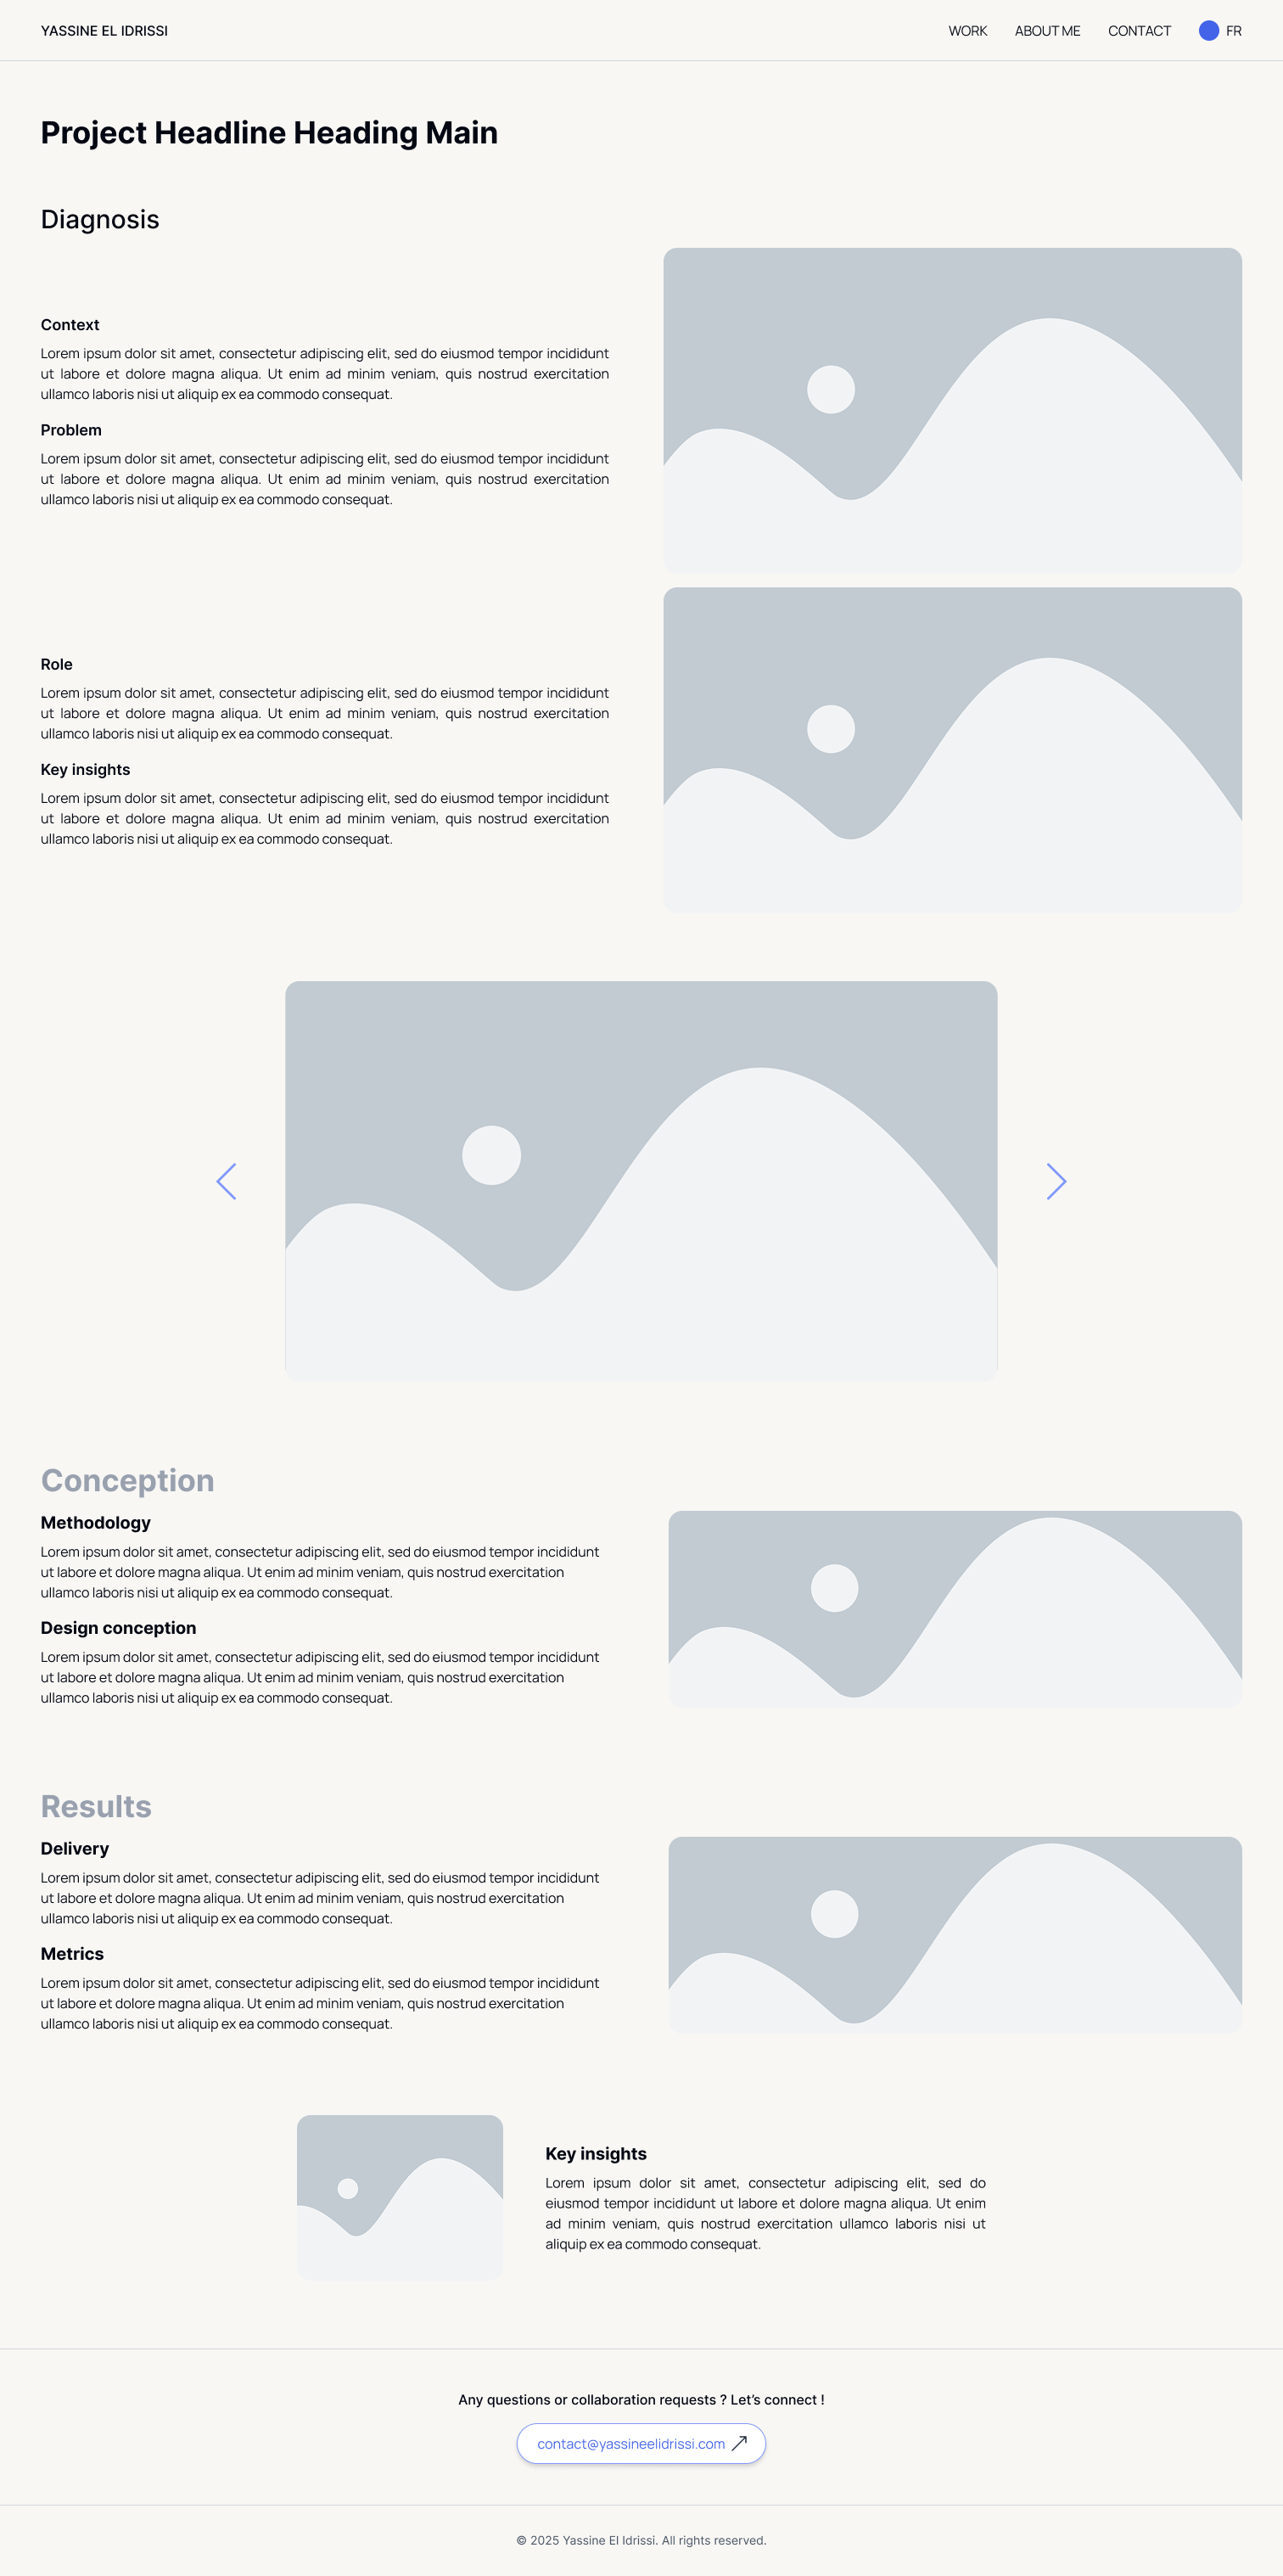 YASSINE EL IDRISSI
WORK
ABOUT ME
CONTACT
FR
Project Headline Heading Main
Diagnosis
Context
Lorem ipsum dolor sit amet, consectetur adipiscing elit, sed do eiusmod tempor incididunt
ut labore et dolore magna aliqua. Ut enim ad minim veniam, quis nostrud exercitation
ullamco laboris nisi ut aliquip ex ea commodo consequat.
Problem
Lorem ipsum dolor sit amet, consectetur adipiscing elit, sed do eiusmod tempor incididunt
ut labore et dolore magna aliqua. Ut enim ad minim veniam, quis nostrud exercitation
ullamco laboris nisi ut aliquip ex ea commodo consequat.
Role
Lorem ipsum dolor sit amet, consectetur adipiscing elit, sed do eiusmod tempor incididunt
ut labore et dolore magna aliqua. Ut enim ad minim veniam, quis nostrud exercitation
ullamco laboris nisi ut aliquip ex ea commodo consequat.
Key insights
Lorem ipsum dolor sit amet, consectetur adipiscing elit, sed do eiusmod tempor incididunt
ut labore et dolore magna aliqua. Ut enim ad minim veniam, quis nostrud exercitation
ullamco laboris nisi ut aliquip ex ea commodo consequat.
Conception
Methodology
Lorem ipsum dolor sit amet, consectetur adipiscing elit, sed do eiusmod tempor incididunt
ut labore et dolore magna aliqua. Ut enim ad minim veniam, quis nostrud exercitation
ullamco laboris nisi ut aliquip ex ea commodo consequat.
Design conception
Lorem ipsum dolor sit amet, consectetur adipiscing elit, sed do eiusmod tempor incididunt
ut labore et dolore magna aliqua. Ut enim ad minim veniam, quis nostrud exercitation
ullamco laboris nisi ut aliquip ex ea commodo consequat.
Results
Delivery
Lorem ipsum dolor sit amet, consectetur adipiscing elit, sed do eiusmod tempor incididunt
ut labore et dolore magna aliqua. Ut enim ad minim veniam, quis nostrud exercitation
ullamco laboris nisi ut aliquip ex ea commodo consequat.
Metrics
Lorem ipsum dolor sit amet, consectetur adipiscing elit, sed do eiusmod tempor incididunt
ut labore et dolore magna aliqua. Ut enim ad minim veniam, quis nostrud exercitation
ullamco laboris nisi ut aliquip ex ea commodo consequat.
Key insights
Lorem ipsum dolor sit amet, consectetur adipiscing elit, sed do
eiusmod tempor incididunt ut labore et dolore magna aliqua. Ut enim
ad minim veniam, quis nostrud exercitation ullamco laboris nisi ut
aliquip ex ea commodo consequat.
Any questions or collaboration requests ? Let’s connect !
contact@yassineelidrissi.com
© 2025 Yassine El Idrissi. All rights reserved.